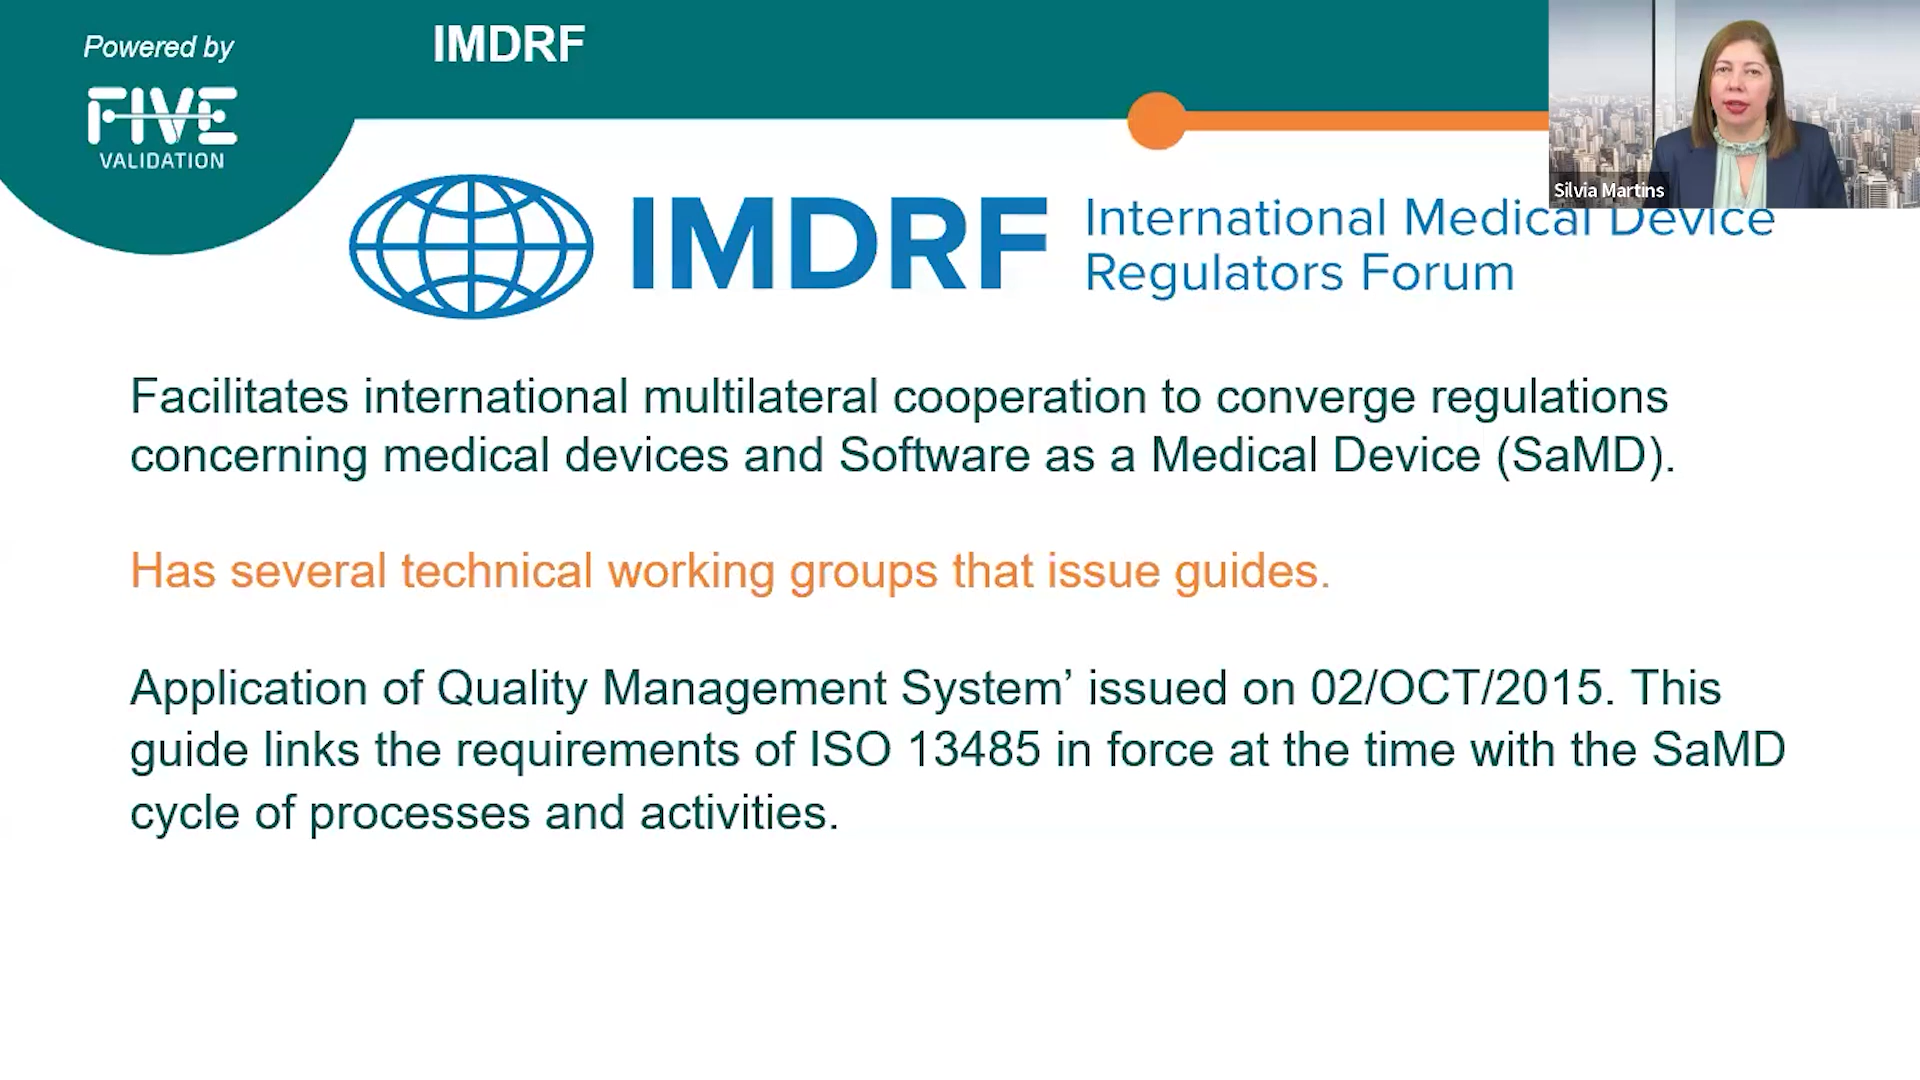 Powered by
FIVE
VALIDATION
IMDRF
Silvia Martins
IMDRF
International Medical Device
Regulators Forum
Facilitates international multilateral cooperation to converge regulations
concerning medical devices and Software as a Medical Device (SaMD).
Has several technical working groups that issue guides.
Application of Quality Management System’ issued on 02/OCT/2015. This
guide links the requirements of ISO 13485 in force at the time with the SaMD
cycle of processes and activities.